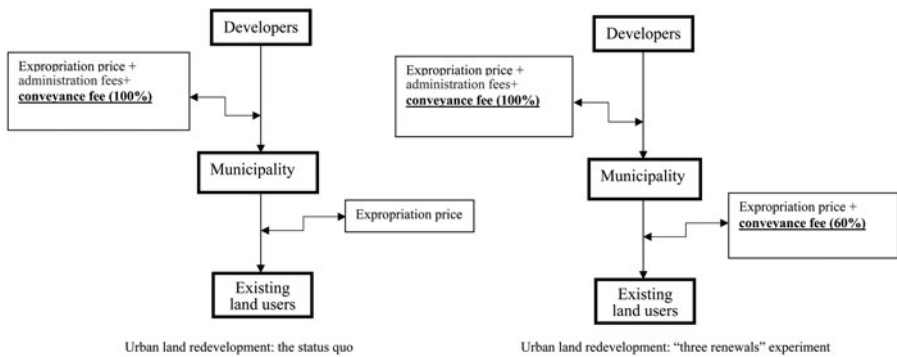 Developers
Expropriation price +
administration fees+
conveyance fee (100%)
Municipality
Expropriation price
Existing
land users
Urban land redevelopment: the status quo
Developers
Expropriation price +
administration fees+
conveyance fee (100%)
Municipality
Expropriation price +
conveyance fee (60%)
Existing
land users
Urban land redevelopment: “three renewals” experiment